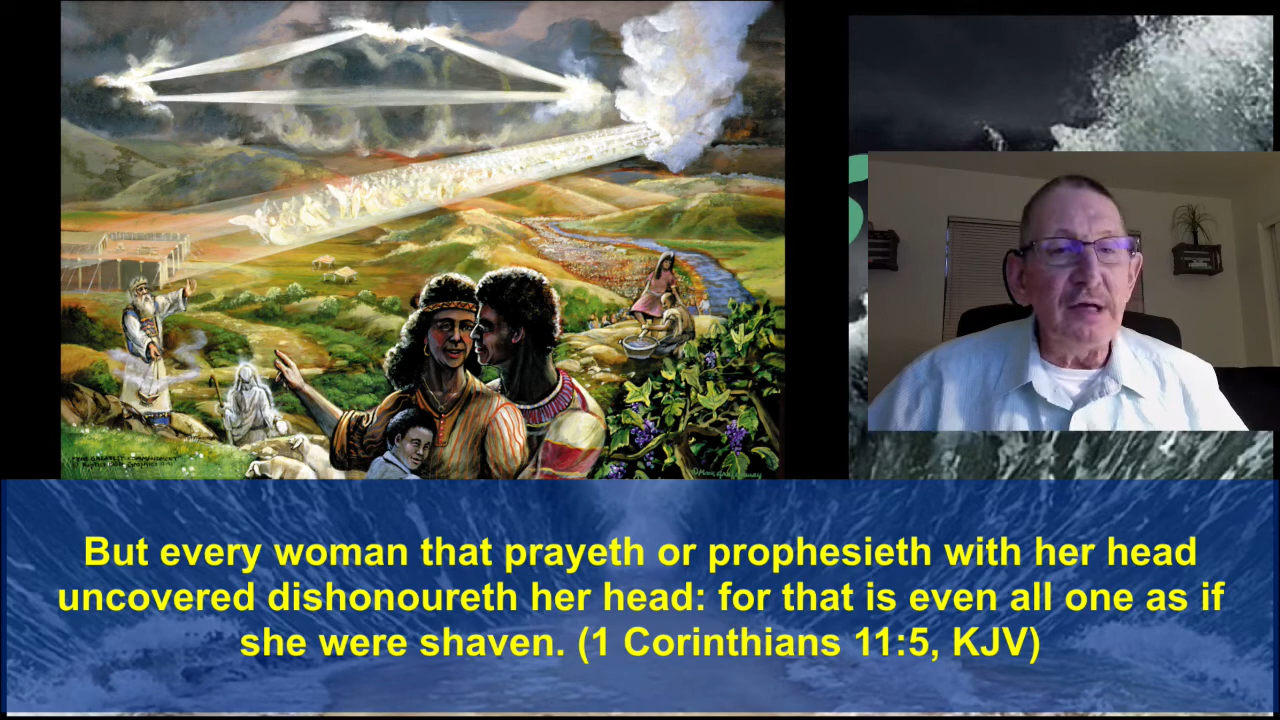 But every woman that prayeth or prophesieth with her head
uncovered dishonoureth her head: for that is even all one as if
she were shaven. (1 Corinthians 11:5, KJV)